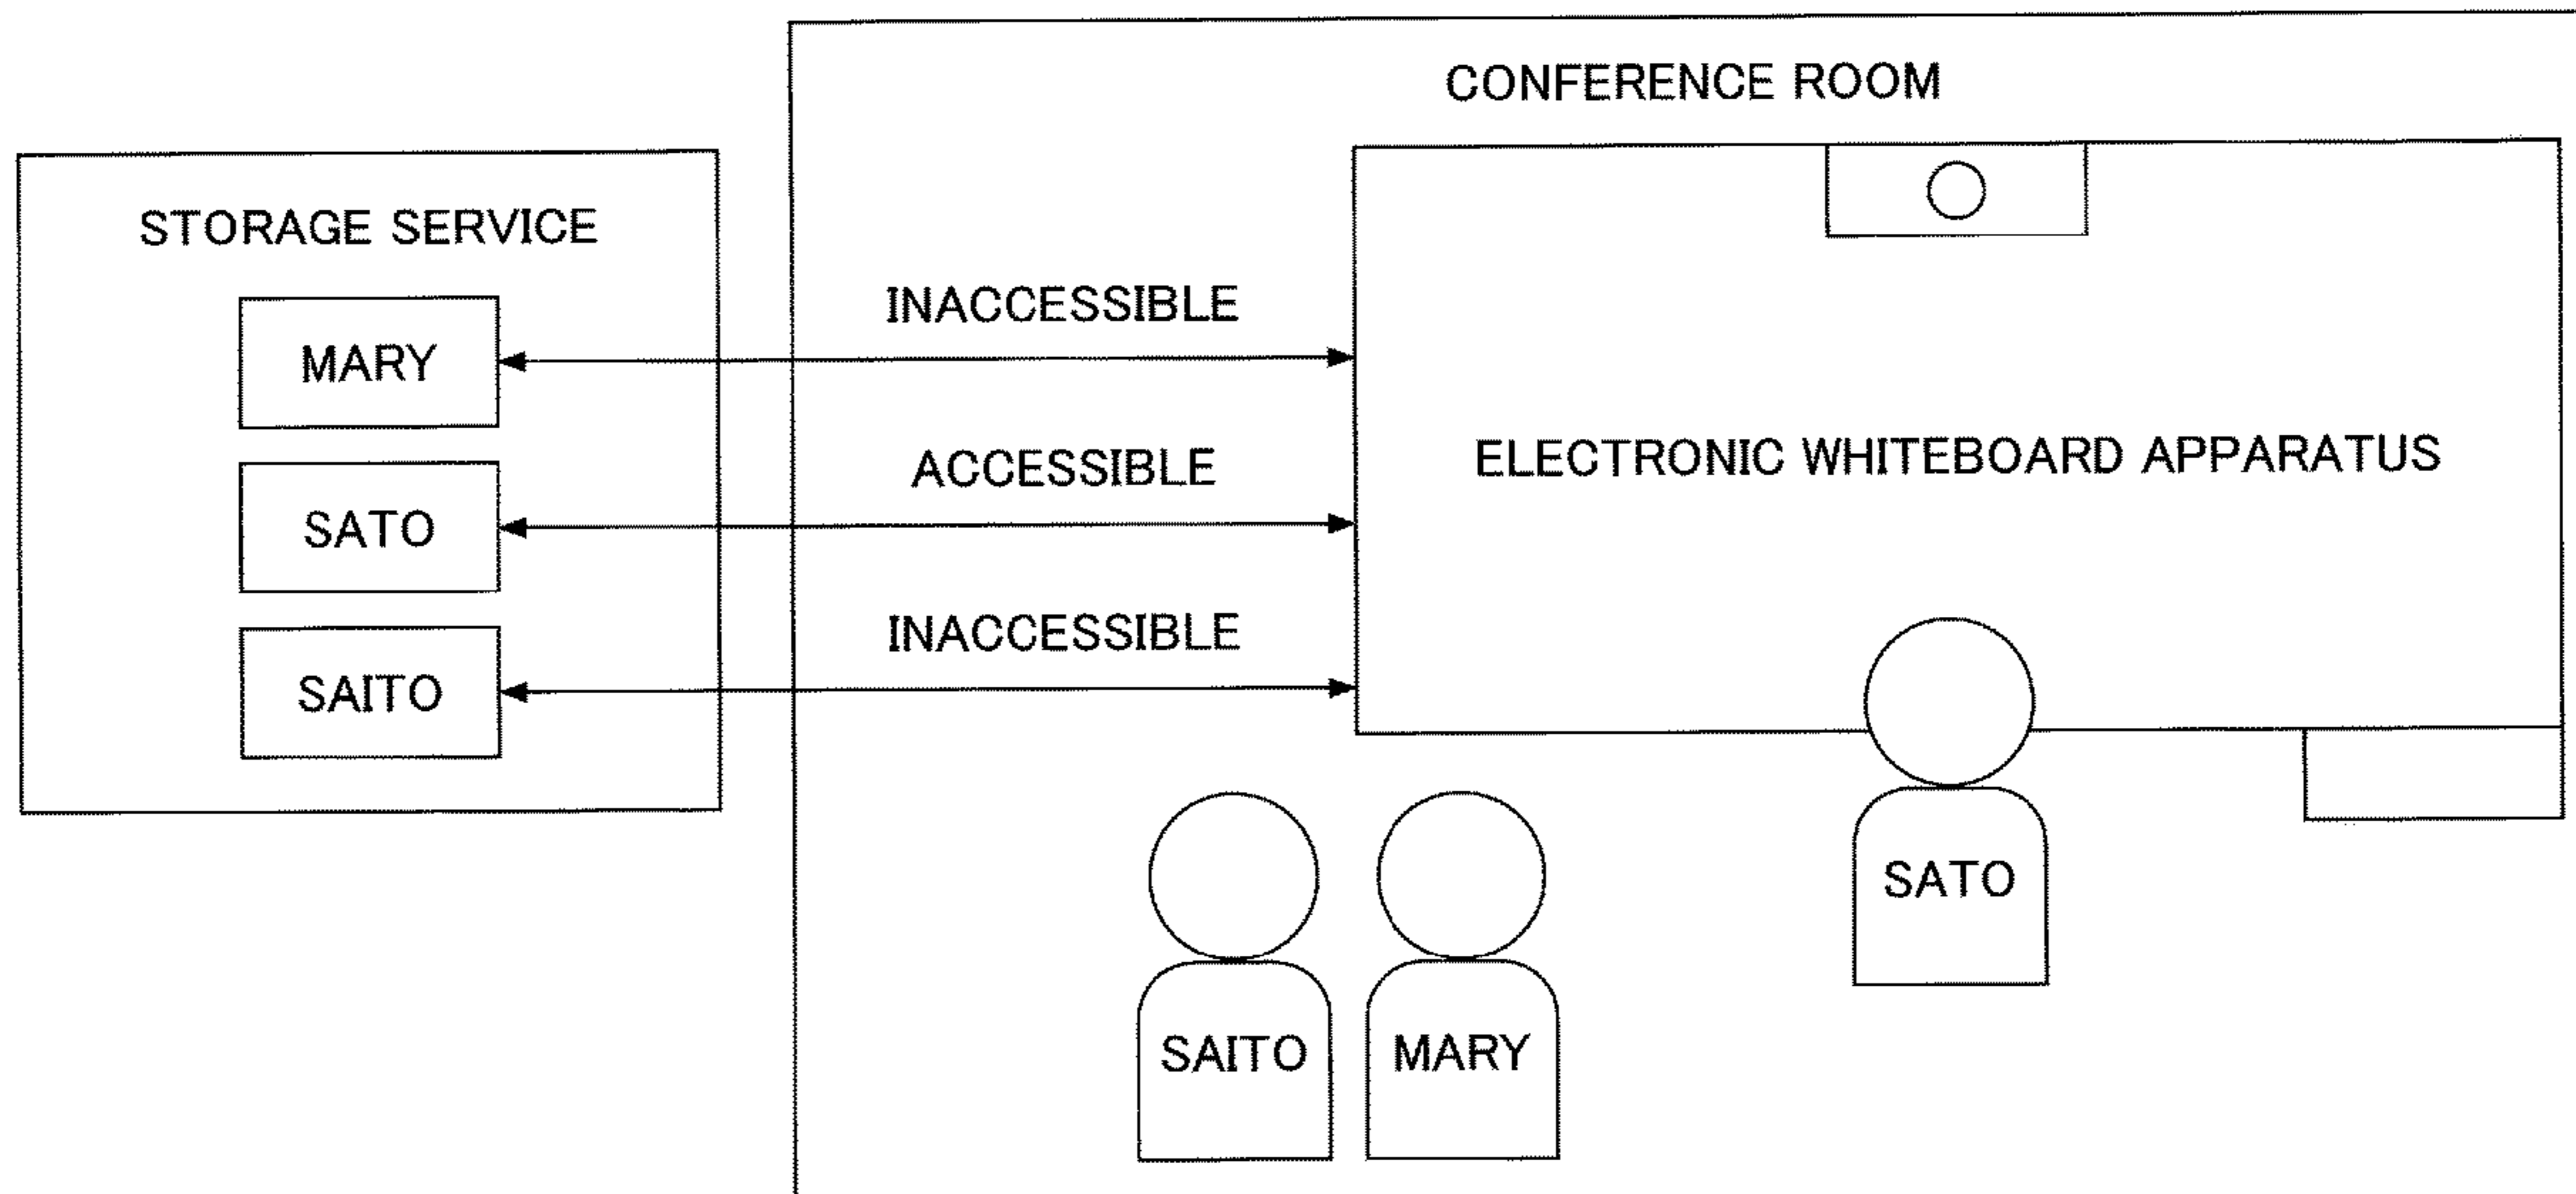 CONFERENCE ROOM
STORAGE SERVICE
MARY
SATO
SAITO
INACCESSIBLE
ACCESSIBLE
INACCESSIBLE
ELECTRONIC WHITEBOARD APPARATUS
SATO
SAITO
MARY